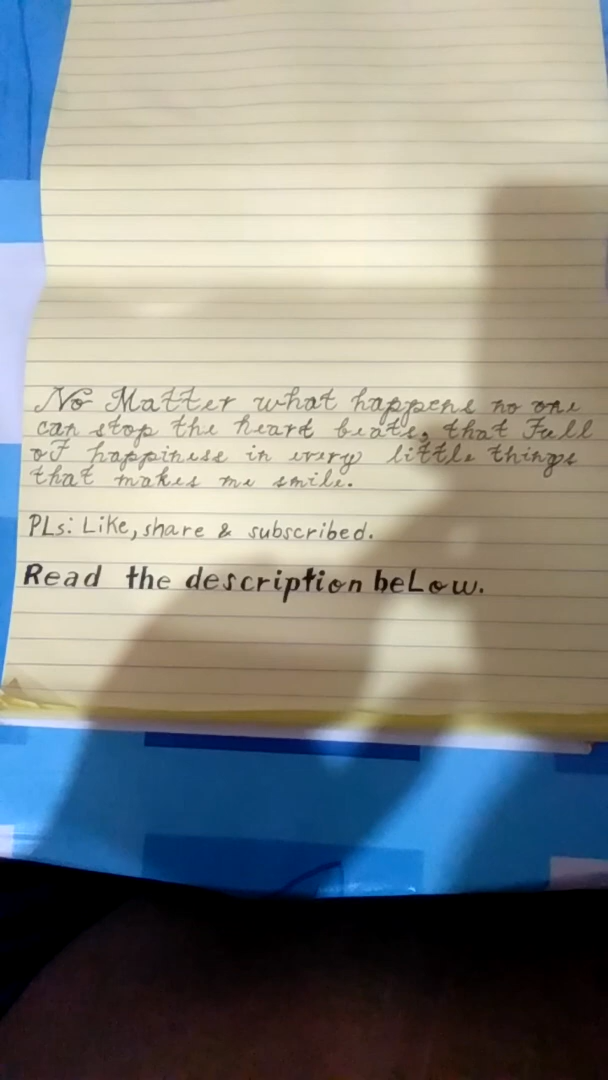 No Matter what happens no one
can stop the heart beats, that Full
of happiness in every little things
that makes me smile.
PLs: Like, share & subscribed.
Read the description beLow.